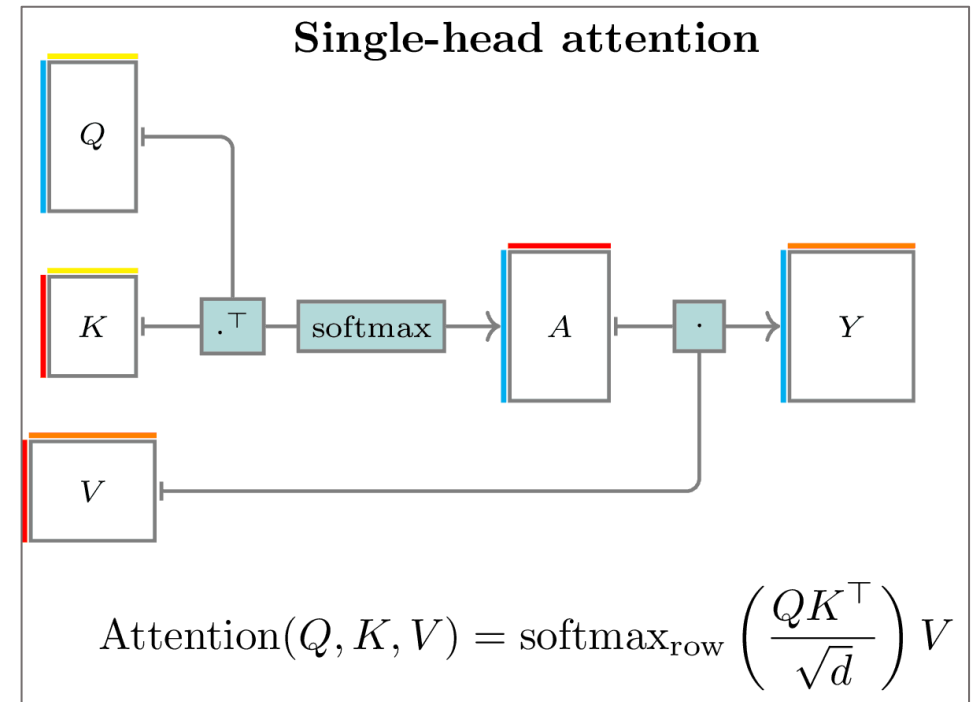 Single-head attention
Q
K
.⊤
softmax
A
·
Y
V
Attention(Q, K, V) = softmax_row (QK^⊤ / √d) V